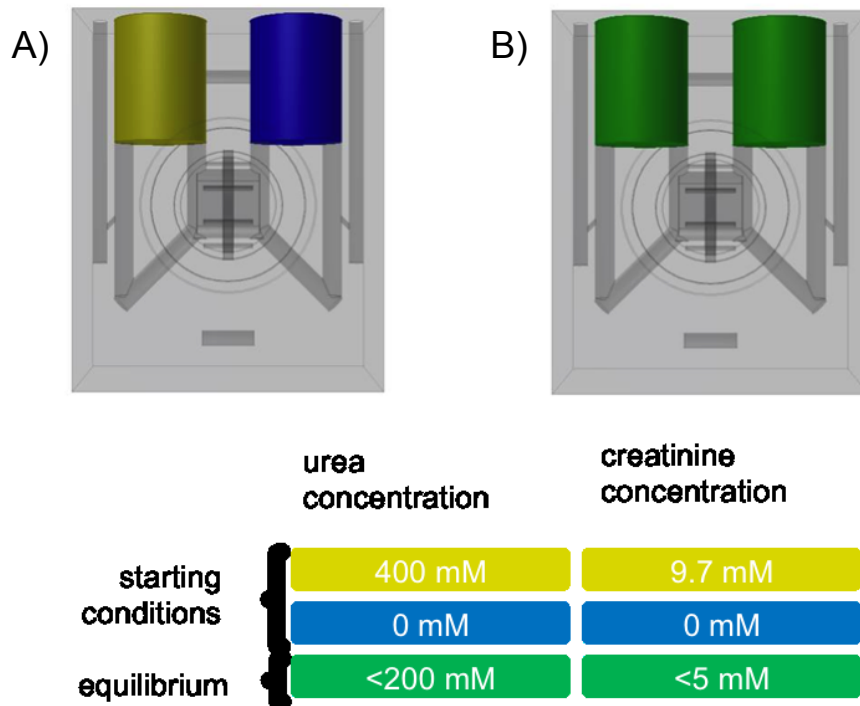 A)
B)
urea
concentration
creatinine
concentration
starting
conditions
400 mM
9.7 mM
0 mM
0 mM
equilibrium
<200 mM
<5 mM